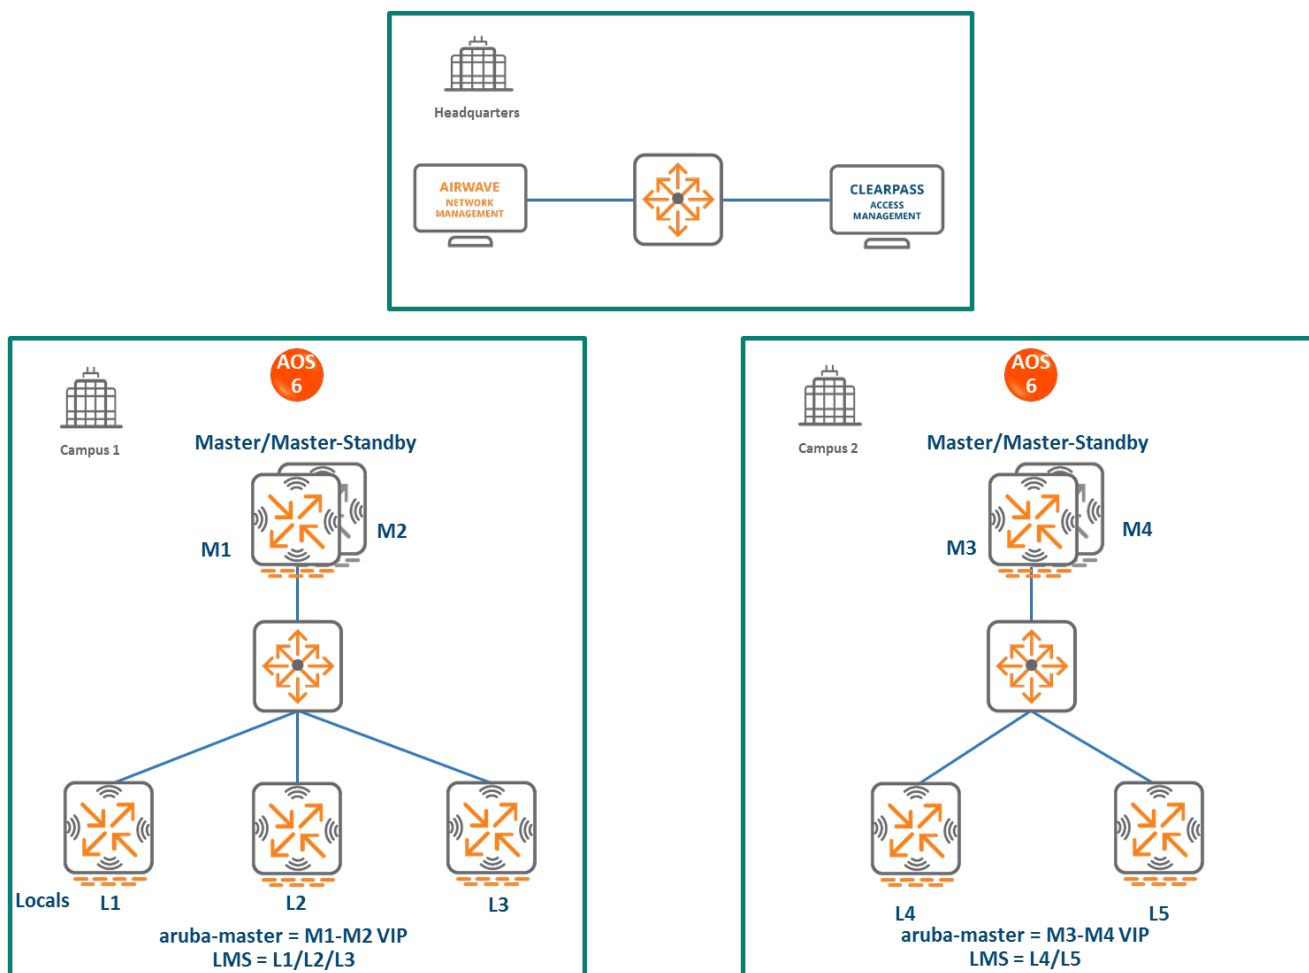 Headquarters
AIRWAVE
NETWORK
MANAGEMENT
CLEARPASS
ACCESS
MANAGEMENT
AOS
6
Campus 1
Master/Master-Standby
M1
M2
Locals
L1
L2
L3
aruba-master = M1-M2 VIP
LMS = L1/L2/L3
AOS
6
Campus 2
Master/Master-Standby
M3
M4
L4
L5
aruba-master = M3-M4 VIP
LMS = L4/L5